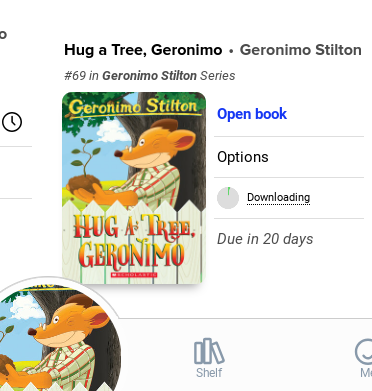 o
Hug a Tree, Geronimo • Geronimo Stilton
#69 in Geronimo Stilton Series
Geronimo Stilton
HUG A TREE,
GERONIMO
SCHOLASTIC
Open book
Options
Downloading
Due in 20 days
Shelf